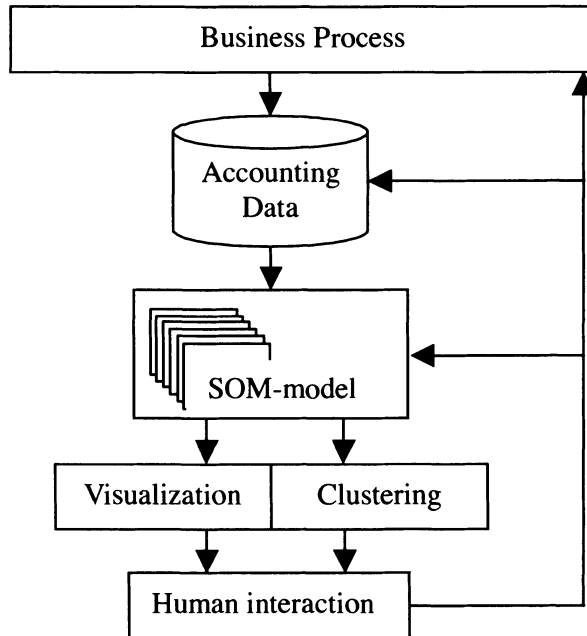 Business Process
Accounting
Data
SOM-model
Visualization
Clustering
Human interaction